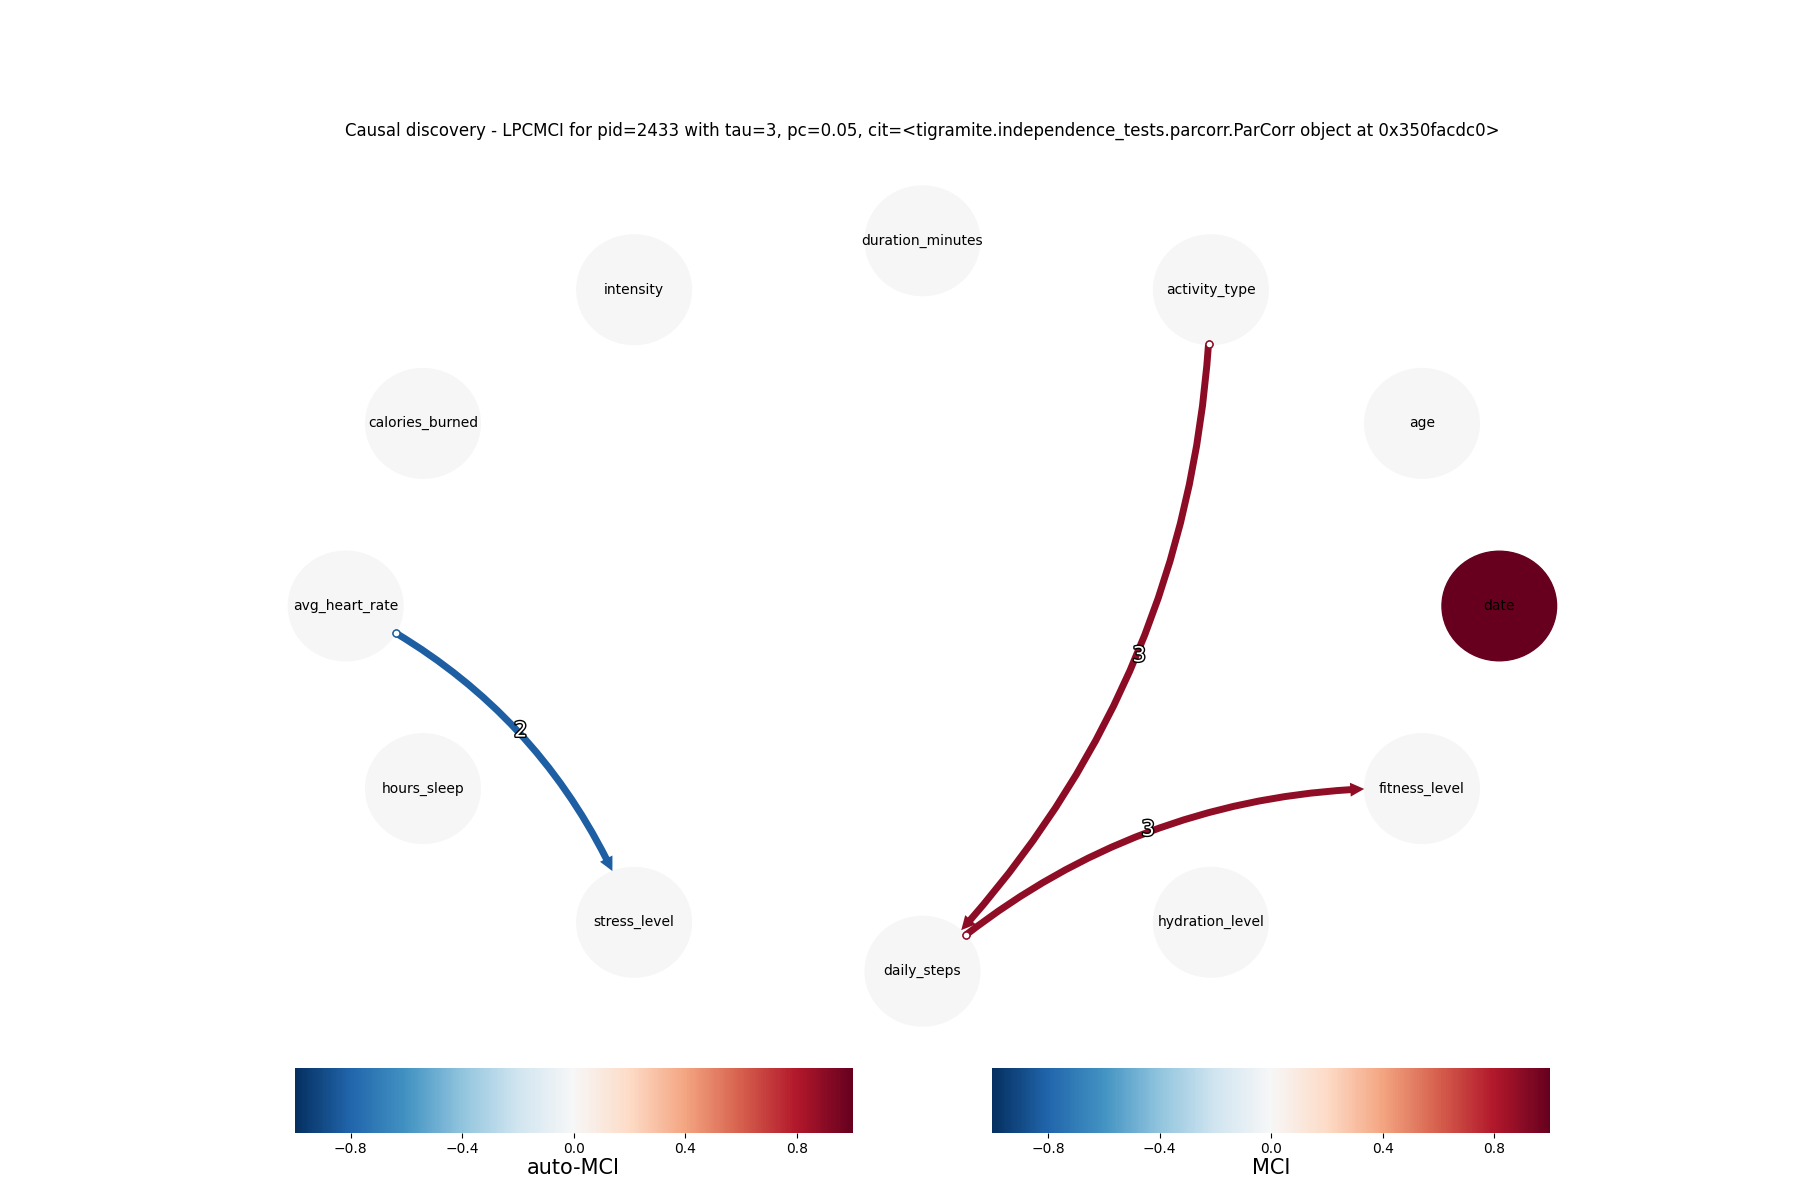 Causal discovery - LPCMCI for pid=2433 with tau=3, pc=0.05, cit=<tigramite.independence_tests.parcorr.ParCorr object at 0x350facdc0>
duration_minutes
intensity
activity_type
calories_burned
age
avg_heart_rate
date
3
2
hours_sleep
fitness_level
3
stress_level
hydration_level
daily_steps
−0.8 −0.4 0.0 0.4 0.8
auto-MCI
−0.8 −0.4 0.0 0.4 0.8
MCI